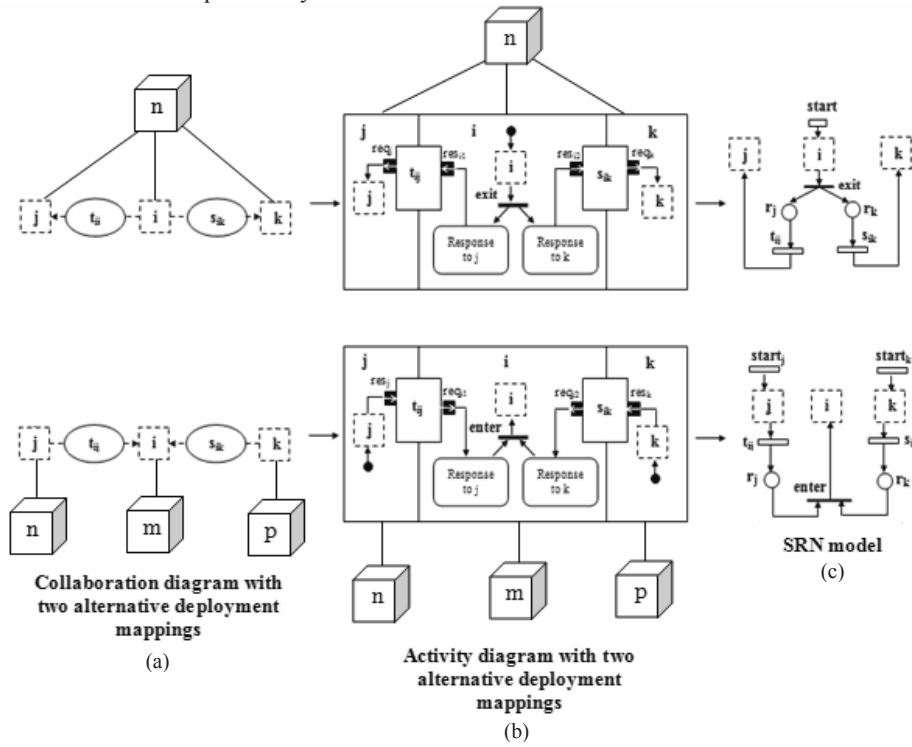 n
j
t_ij
i
s_ik
k
n
j
i
k
req_j
res_i1
res_i2
req_k
j
t_ij
i
s_ik
k
exit
Response
to j
Response
to k
start
j
i
k
exit
r_j
r_k
t_ij
s_ik
j
t_ij
i
s_ik
k
n
m
p
j
i
k
res_j
req_i1
req_i2
res_k
j
t_ij
i
s_ik
k
enter
Response
to j
Response
to k
n
m
p
start_j
start_k
j
i
k
t_ij
r_j
enter
r_k
SRN model
(c)
Collaboration diagram with
two alternative deployment
mappings
(a)
Activity diagram with two
alternative deployment
mappings
(b)